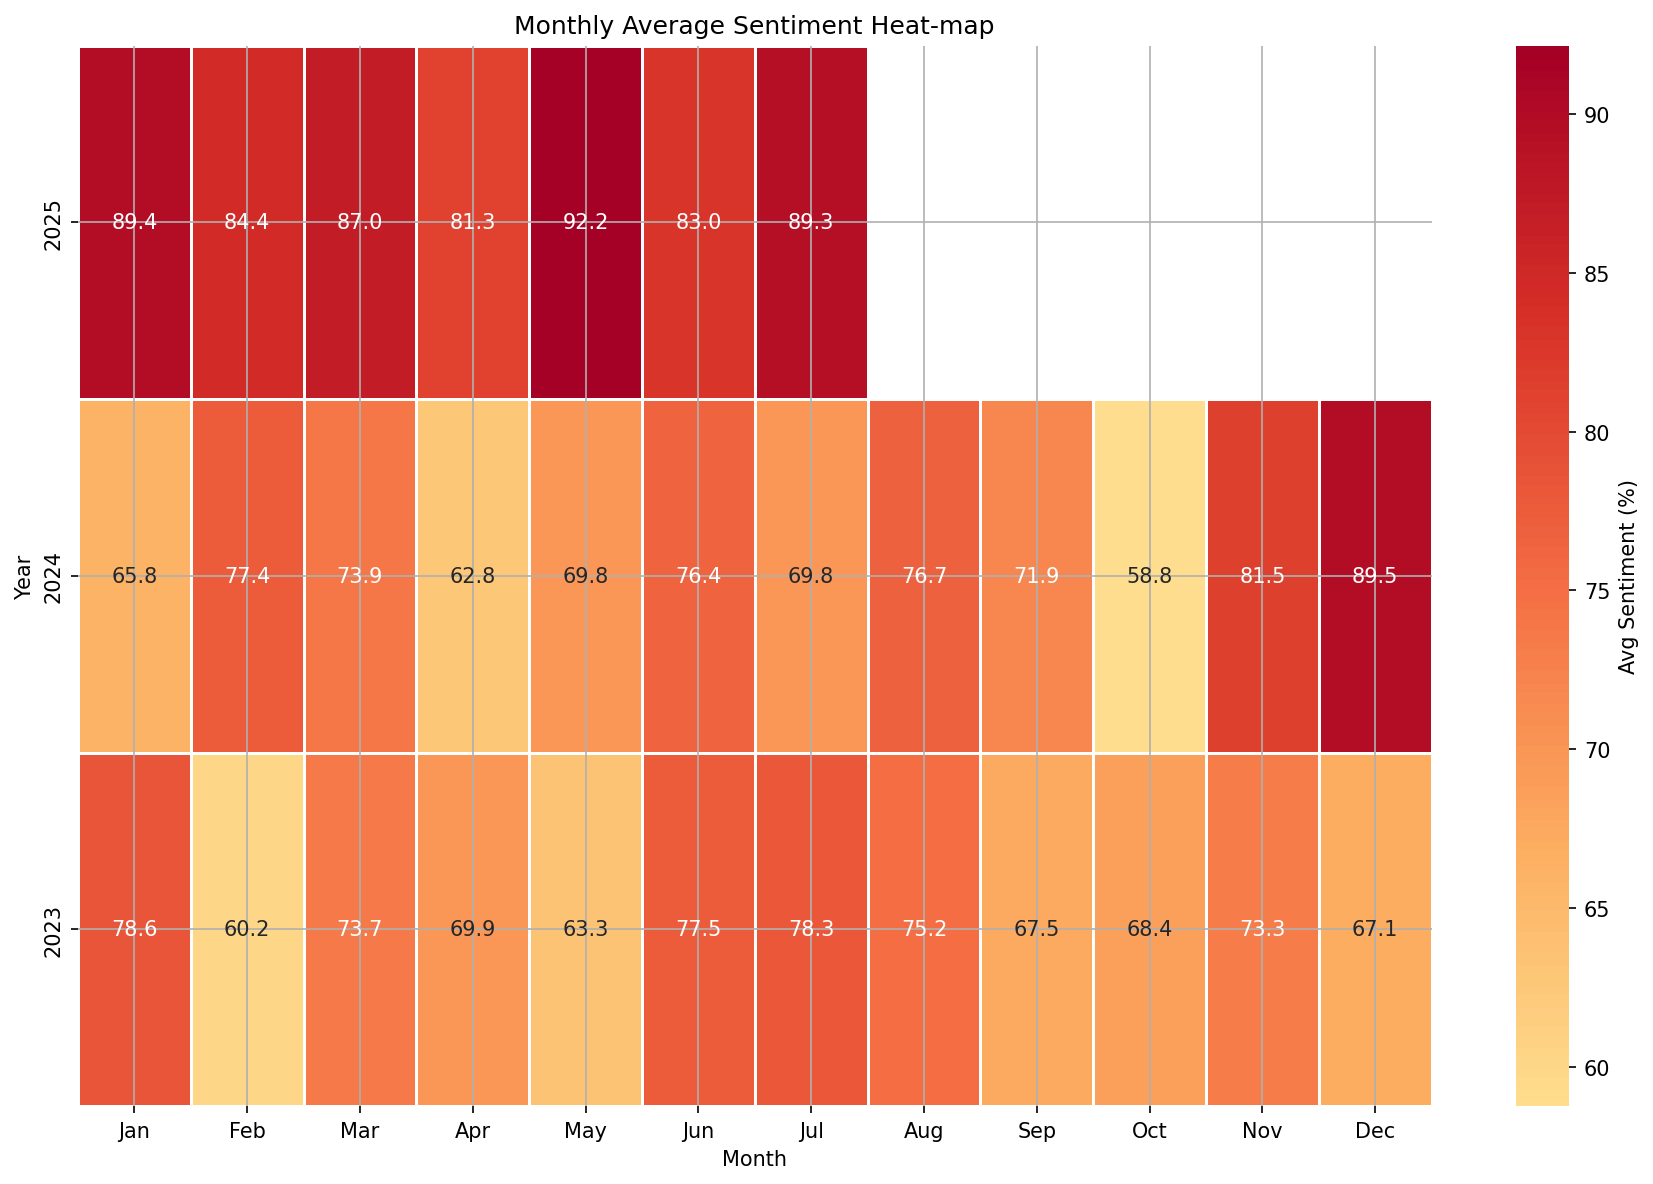 Monthly Average Sentiment Heat-map
Year
2025
89.4 84.4 87.0 81.3 92.2 83.0 89.3
2024
65.8 77.4 73.9 62.8 69.8 76.4 69.8 76.7 71.9 58.8 81.5 89.5
2023
78.6 60.2 73.7 69.9 63.3 77.5 78.3 75.2 67.5 68.4 73.3 67.1
Jan Feb Mar Apr May Jun Jul Aug Sep Oct Nov Dec
Month
90
85
80
75
70
65
60
Avg Sentiment (%)